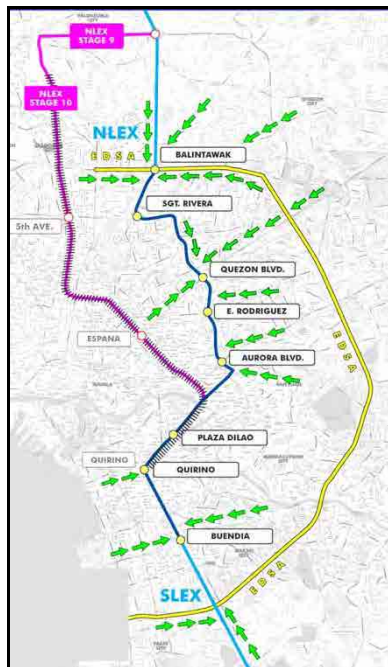 NLEX
STAGE 9
NLEX
STAGE 10
NLEX
EDSA
BALINTAWAK
SGT. RIVERA
5th AVE.
QUEZON BLVD.
E. RODRIGUEZ
ESPANA
EDSA
AURORA BLVD.
PLAZA DILAO
QUIRINO
QUIRINO
BUENDIA
EDSA
SLEX